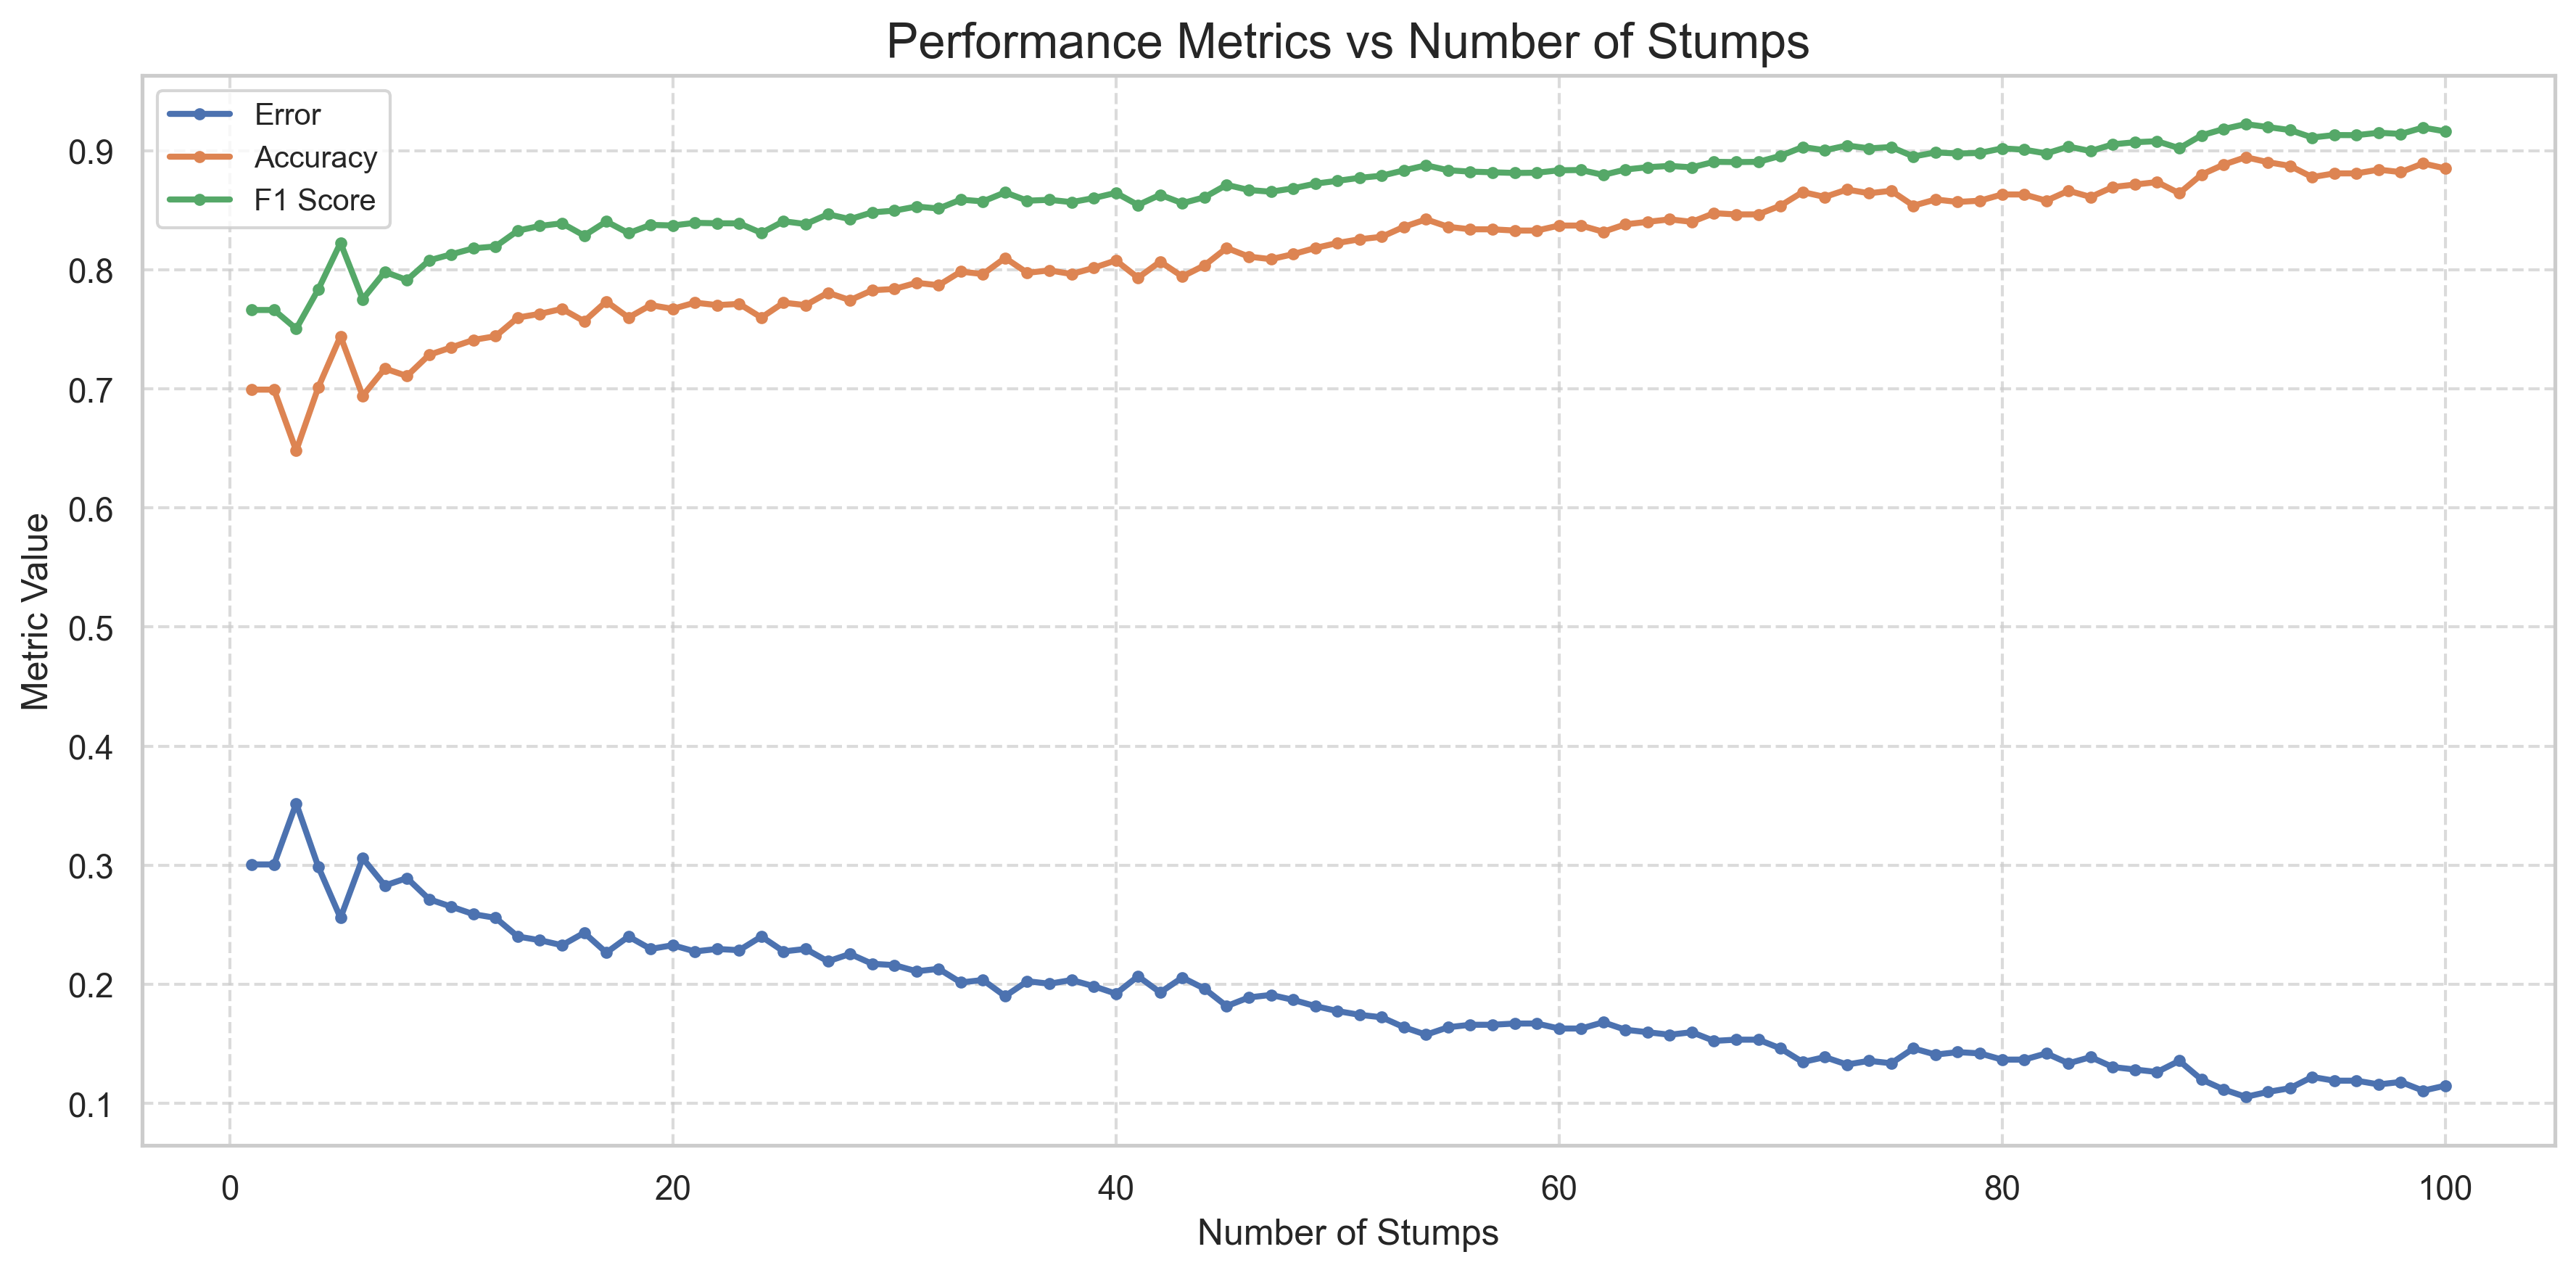 Performance Metrics vs Number of Stumps
Error
Accuracy
F1 Score
0.9
0.8
0.7
0.6
0.5
0.4
0.3
0.2
0.1
Metric Value
0 20 40 60 80 100
Number of Stumps